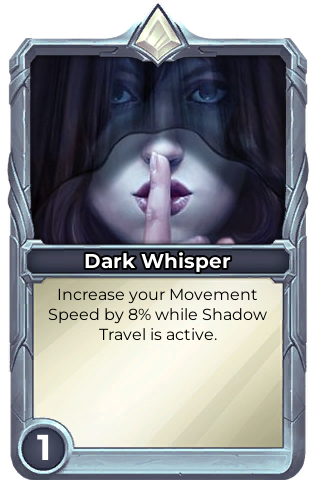 Dark Whisper
Increase your Movement
Speed by 8% while Shadow
Travel is active.
1